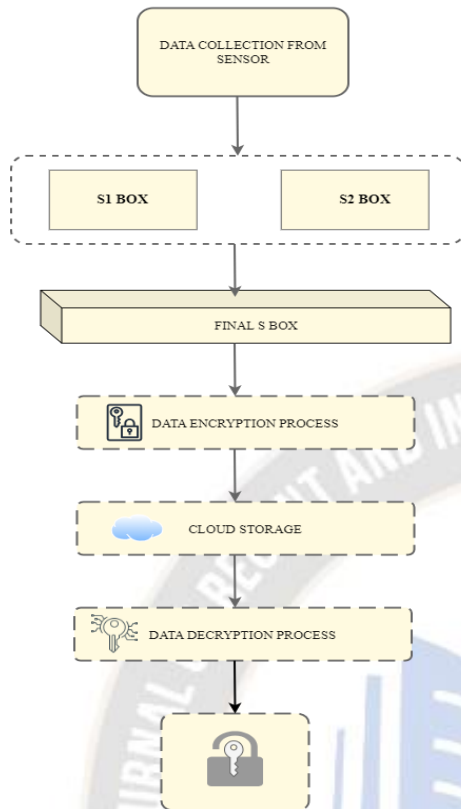 DATA COLLECTION FROM
SENSOR
S1 BOX
S2 BOX
FINAL S BOX
DATA ENCRYPTION PROCESS
CLOUD STORAGE
DATA DECRYPTION PROCESS